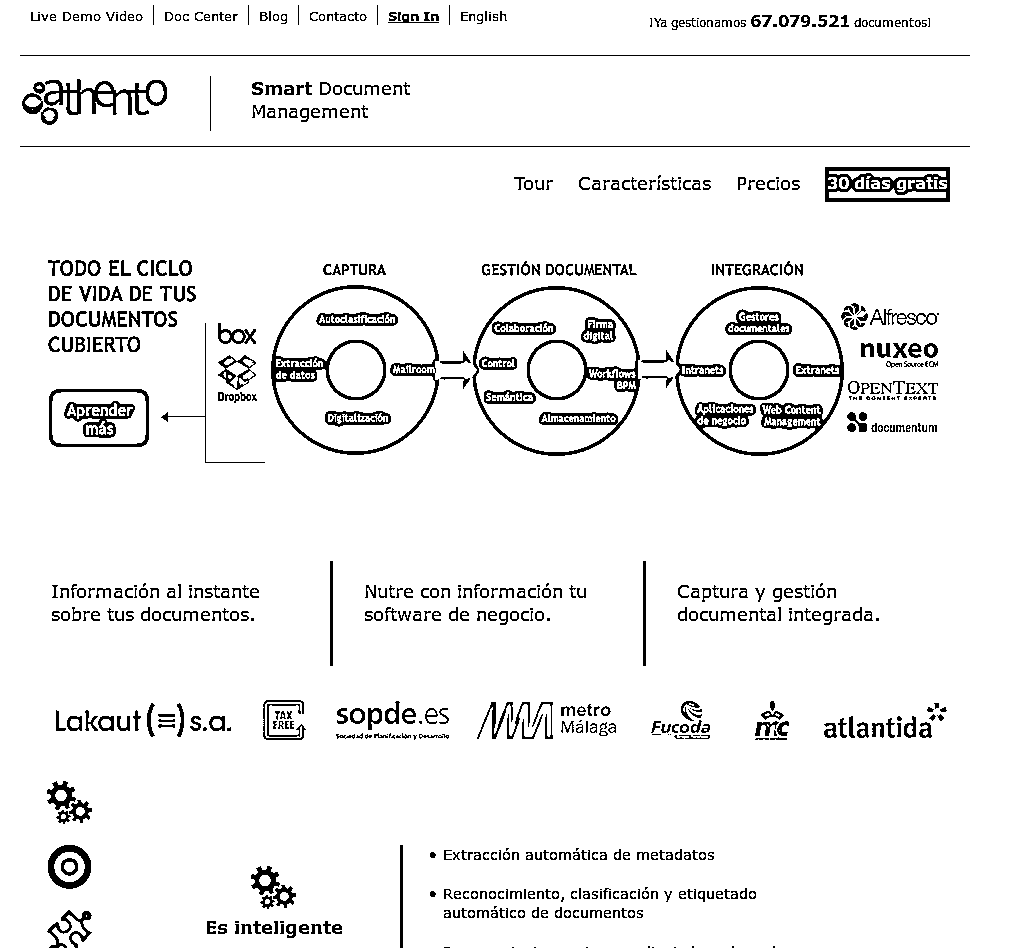 Live Demo Video
Doc Center
Blog
Contacto
Sign In
English
¡Ya gestionamos 67.079.521 documentos!
athento
Smart Document
Management
Tour
Características
Precios
30 días gratis
TODO EL CICLO
DE VIDA DE TUS
DOCUMENTOS
CUBIERTO
Aprender
más
box
Dropbox
CAPTURA
Autoclasificación
Extracción
de datos
Mailroom
Digitalización
GESTIÓN DOCUMENTAL
Colaboración
Firma
digital
Control
Workflows
BPM
Semántica
Almacenamiento
INTEGRACIÓN
Gestores
documentales
Intranets
Extranets
Aplicaciones
de negocio
Web Content
Management
Alfresco
nuxeo
Open Source ECM
OPENTEXT
THE CONTENT EXPERTS
documentum
Información al instante
sobre tus documentos.
Nutre con información tu
software de negocio.
Captura y gestión
documental integrada.
Lakaut s.a.
TAX
FREE
sopde.es
Sociedad de Planificación y Desarrollo
metro
Málaga
Fucoda
mc
atlantida
Es inteligente
• Extracción automática de metadatos
• Reconocimiento, clasificación y etiquetado
automático de documentos